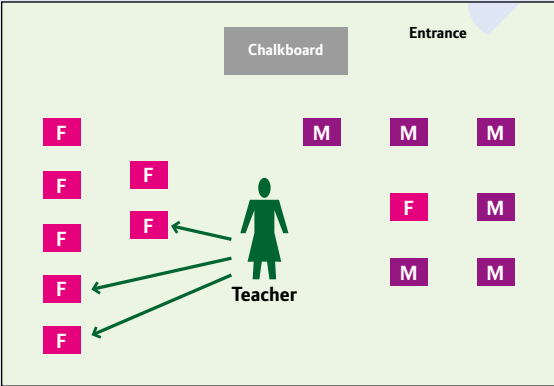 Entrance
Chalkboard
F M M M
F
F
F M
F
F
F M M
Teacher
F